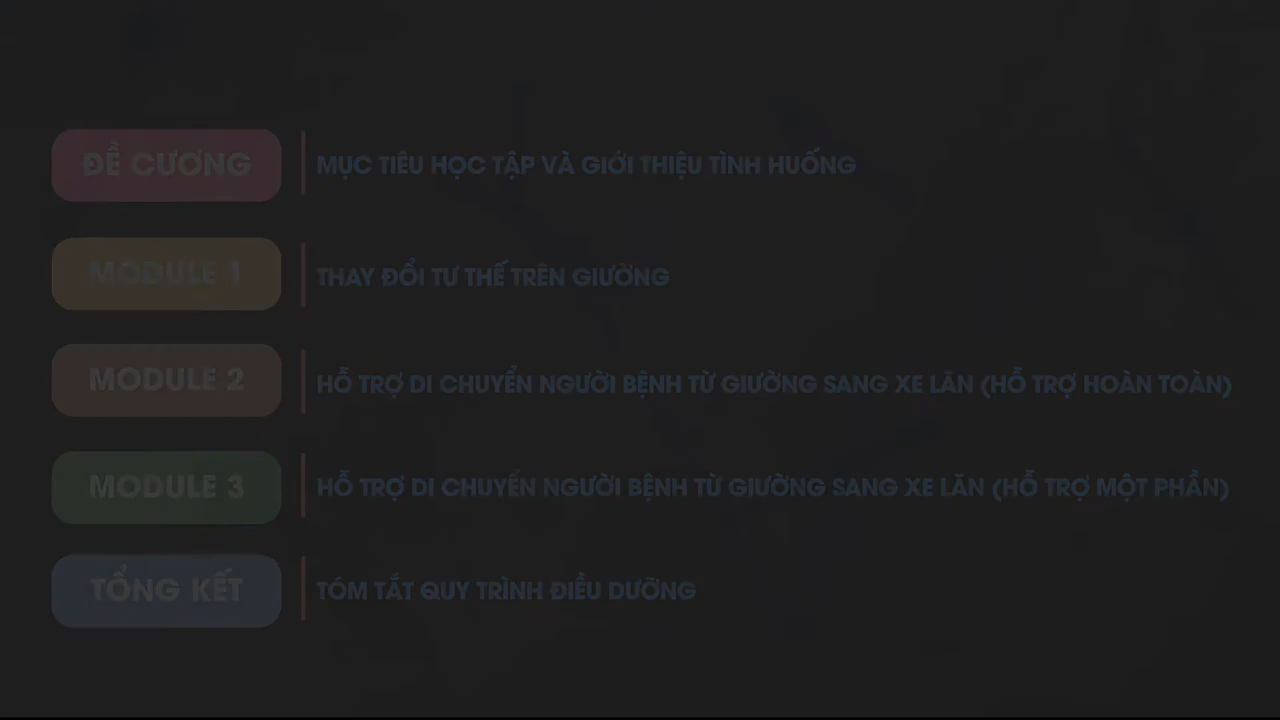 ĐỀ CƯƠNG
MỤC TIÊU HỌC TẬP VÀ GIỚI THIỆU TÌNH HUỐNG
MODULE 1
THAY ĐỔI TƯ THẾ TRÊN GIƯỜNG
MODULE 2
HỖ TRỢ DI CHUYỂN NGƯỜI BỆNH TỪ GIƯỜNG SANG XE LĂN (HỖ TRỢ HOÀN TOÀN)
MODULE 3
HỖ TRỢ DI CHUYỂN NGƯỜI BỆNH TỪ GIƯỜNG SANG XE LĂN (HỖ TRỢ MỘT PHẦN)
TỔNG KẾT
TÓM TẮT QUY TRÌNH ĐIỀU DƯỠNG